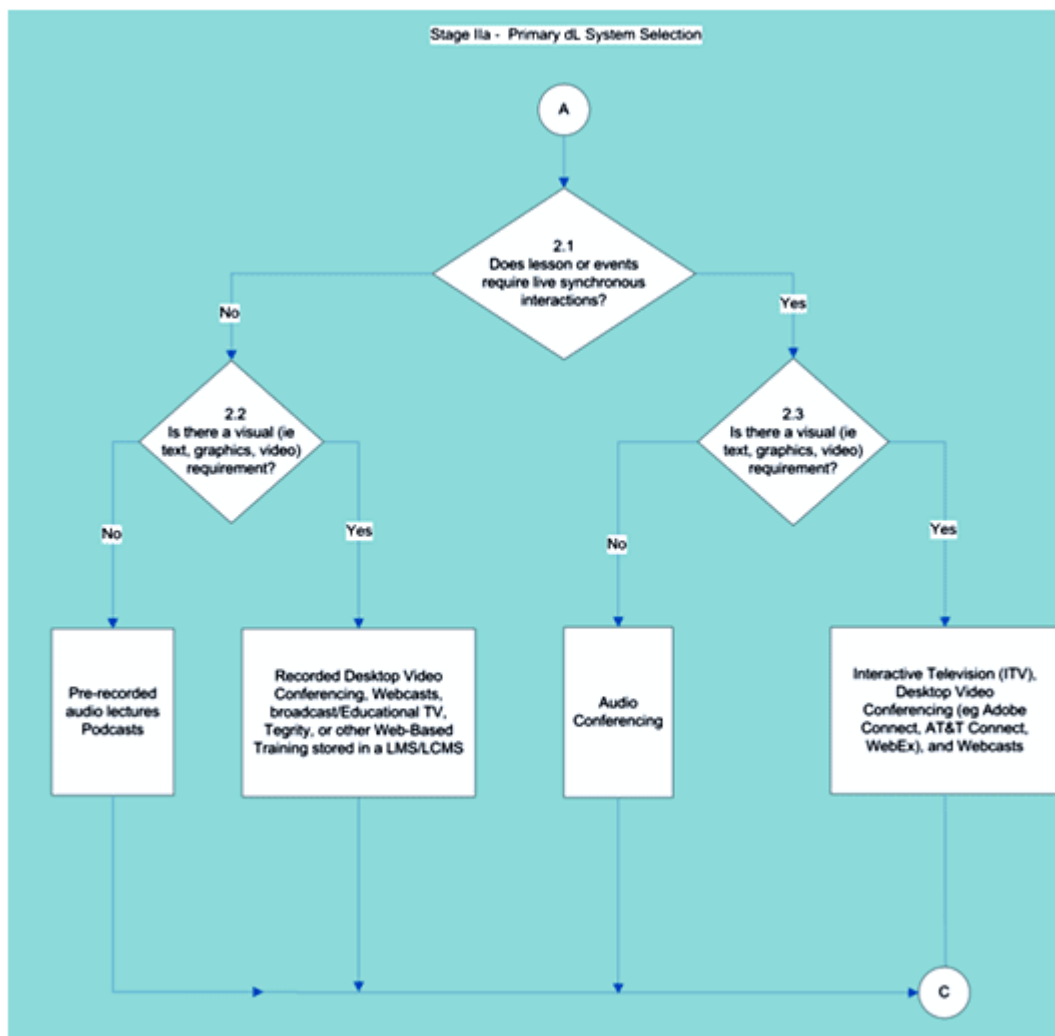 Stage IIa - Primary dL System Selection
A
2.1
Does lesson or events
require live synchronous
interactions?
No
Yes
2.2
Is there a visual (ie
text, graphics, video)
requirement?
2.3
Is there a visual (ie
text, graphics, video)
requirement?
No
Yes
No
Yes
Pre-recorded
audio lectures
Podcasts
Recorded Desktop Video
Conferencing, Webcasts,
broadcast/Educational TV,
Tegrity, or other Web-Based
Training stored in a LMS/LCMS
Audio
Conferencing
Interactive Television (ITV),
Desktop Video
Conferencing (eg Adobe
Connect, AT&T Connect,
WebEx), and Webcasts
C